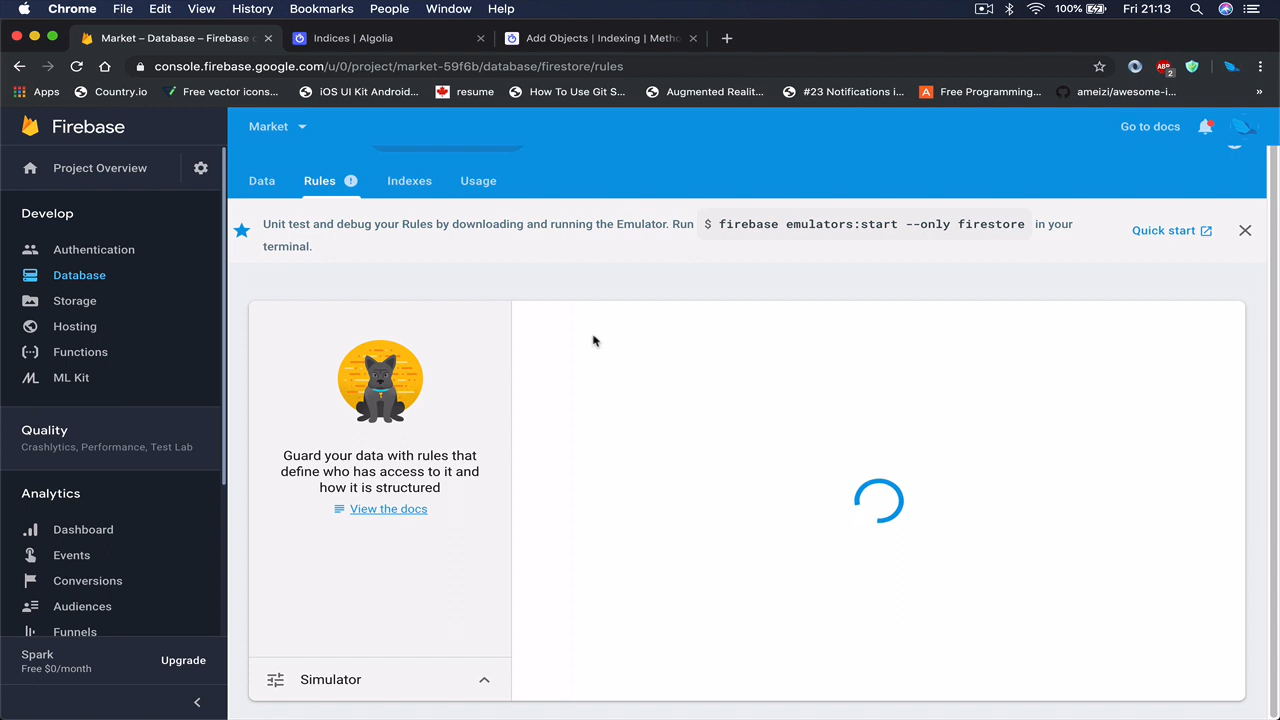 Chrome File Edit View History Bookmarks People Window Help 100% Fri 21:13
Market – Database – Firebase c Indices | Algolia Add Objects | Indexing | Metho
console.firebase.google.com/u/0/project/market-59f6b/database/firestore/rules ABP 2
Apps Country.io Free vector icons... iOS UI Kit Android... resume How To Use Git S... Augmented Realit... #23 Notifications i... Free Programming... ameizi/awesome-i... »
Firebase
Market
Go to docs
Project Overview
Data Rules Indexes Usage
Develop
Authentication
Database
Storage
Hosting
Functions
ML Kit
Quality
Crashlytics, Performance, Test Lab
Analytics
Dashboard
Events
Conversions
Audiences
Funnels
Spark
Free $0/month
Upgrade
Unit test and debug your Rules by downloading and running the Emulator. Run $ firebase emulators:start --only firestore in your
terminal.
Quick start
Guard your data with rules that
define who has access to it and
how it is structured
View the docs
Simulator